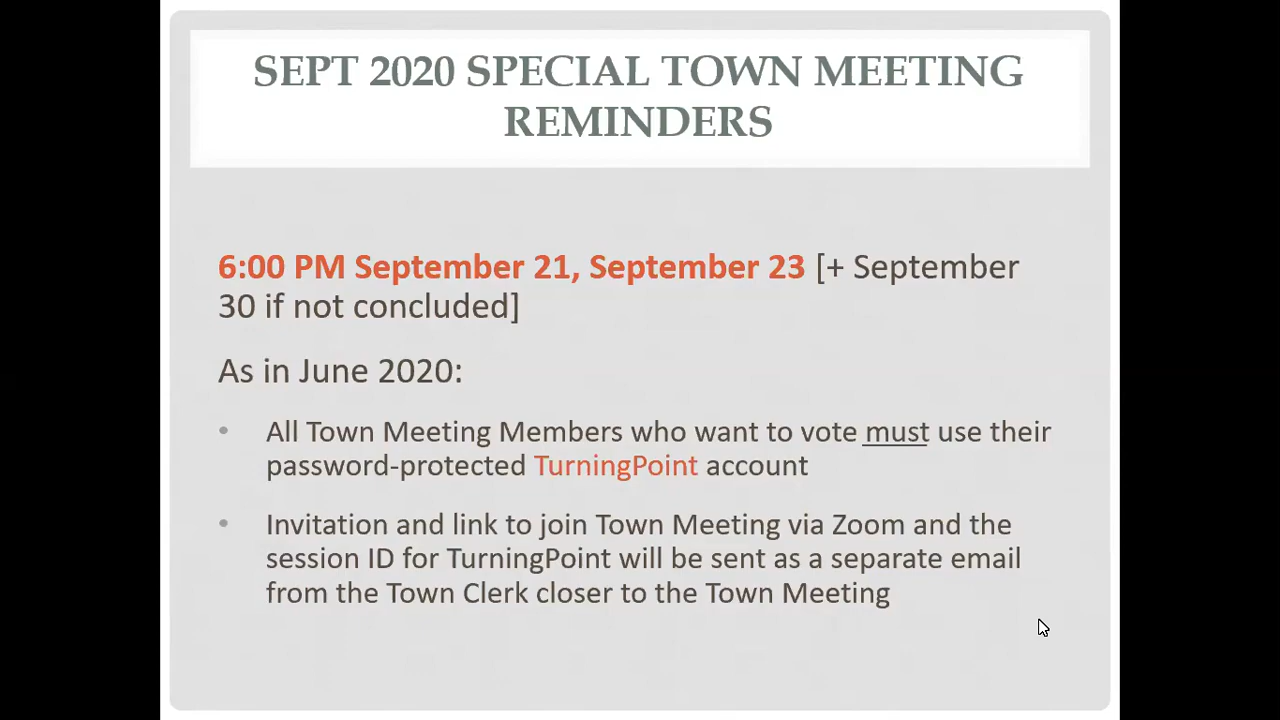 SEPT 2020 SPECIAL TOWN MEETING
REMINDERS
6:00 PM September 21, September 23 [+ September
30 if not concluded]
As in June 2020:
• All Town Meeting Members who want to vote must use their
password-protected TurningPoint account
• Invitation and link to join Town Meeting via Zoom and the
session ID for TurningPoint will be sent as a separate email
from the Town Clerk closer to the Town Meeting